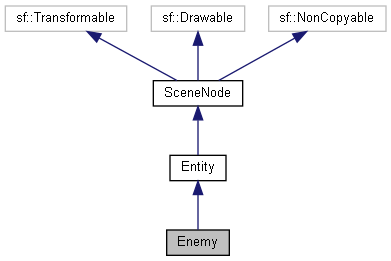 sf::Transformable
sf::Drawable
sf::NonCopyable
SceneNode
Entity
Enemy